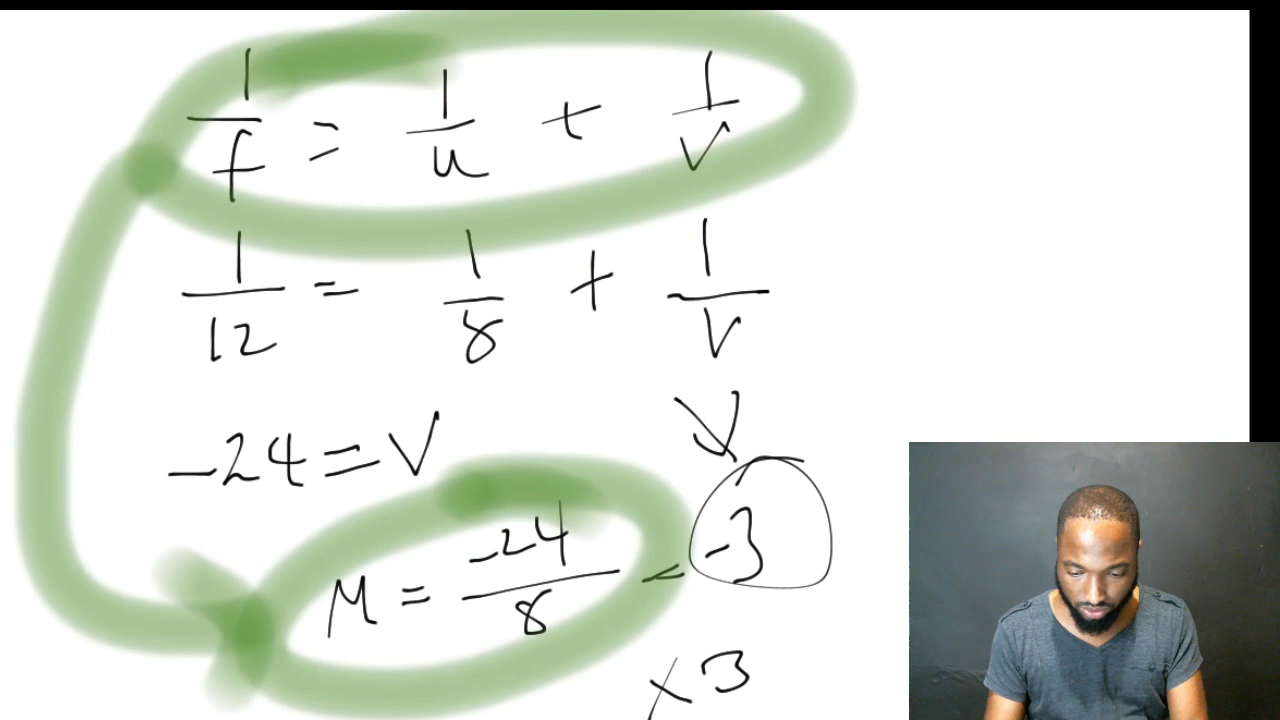 1/f = 1/u + 1/v
1/12 = 1/8 + 1/V
-24 = V
M = -24/8 = -3
×3